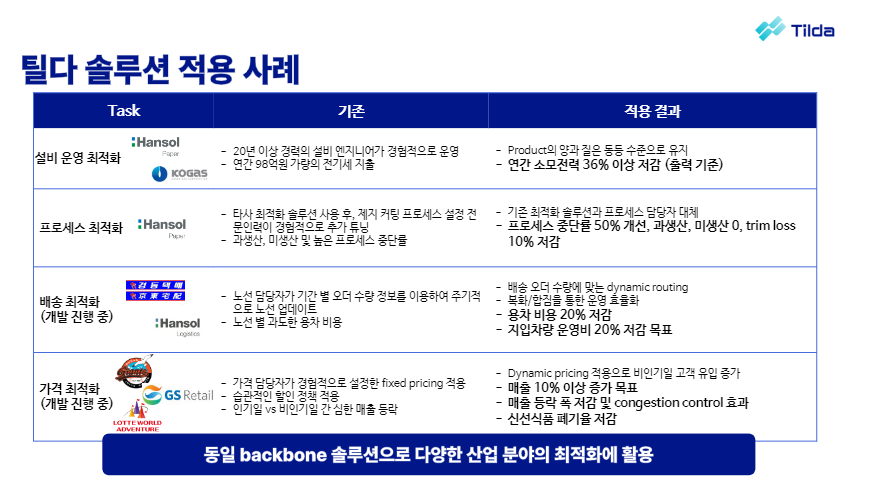 Tilda
틸다 솔루션 적용 사례
Task
기존
적용 결과
설비 운영 최적화
Hansol
Paper
KOGAS
- 20년 이상 경력의 설비 엔지니어가 경험적으로 운영
- 연간 98억원 가량의 전기세 지출
- Product의 양과 질은 동등 수준으로 유지
- 연간 소모전력 36% 이상 저감 (출력 기준)
프로세스 최적화
Hansol
Paper
- 타사 최적화 솔루션 사용 후, 제지 커팅 프로세스 설정 전
문인력이 경험적으로 추가 튜닝
- 과생산, 미생산 및 높은 프로세스 중단률
- 기존 최적화 솔루션과 프로세스 담당자 대체
- 프로세스 중단률 50% 개선, 과생산, 미생산 0, trim loss
10% 저감
배송 최적화
(개발 진행 중)
경동택배
京東宅配
Hansol
Logistics
- 노선 담당자가 기간 별 오더 수량 정보를 이용하여 주기적
으로 노선 업데이트
- 노선 별 과도한 용차 비용
- 배송 오더 수량에 맞는 dynamic routing
- 복화/합짐을 통한 운영 효율화
- 용차 비용 20% 저감
- 지입차량 운영비 20% 저감 목표
가격 최적화
(개발 진행 중)
GS Retail
LOTTE WORLD
ADVENTURE
- 가격 담당자가 경험적으로 설정한 fixed pricing 적용
- 습관적인 할인 정책 적용
- 인기일 vs 비인기일 간 심한 매출 등락
- Dynamic pricing 적용으로 비인기일 고객 유입 증가
- 매출 10% 이상 증가 목표
- 매출 등락 폭 저감 및 congestion control 효과
- 신선식품 폐기율 저감
동일 backbone 솔루션으로 다양한 산업 분야의 최적화에 활용